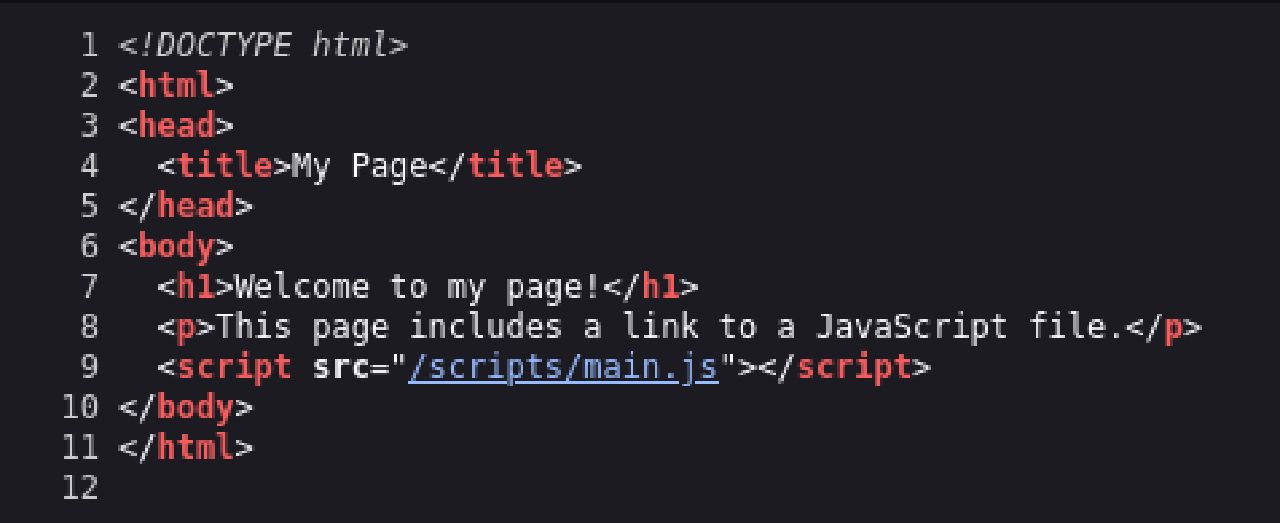 1 <!DOCTYPE html>
2 <html>
3 <head>
4   <title>My Page</title>
5 </head>
6 <body>
7   <h1>Welcome to my page!</h1>
8   <p>This page includes a link to a JavaScript file.</p>
9   <script src="/scripts/main.js"></script>
10 </body>
11 </html>
12